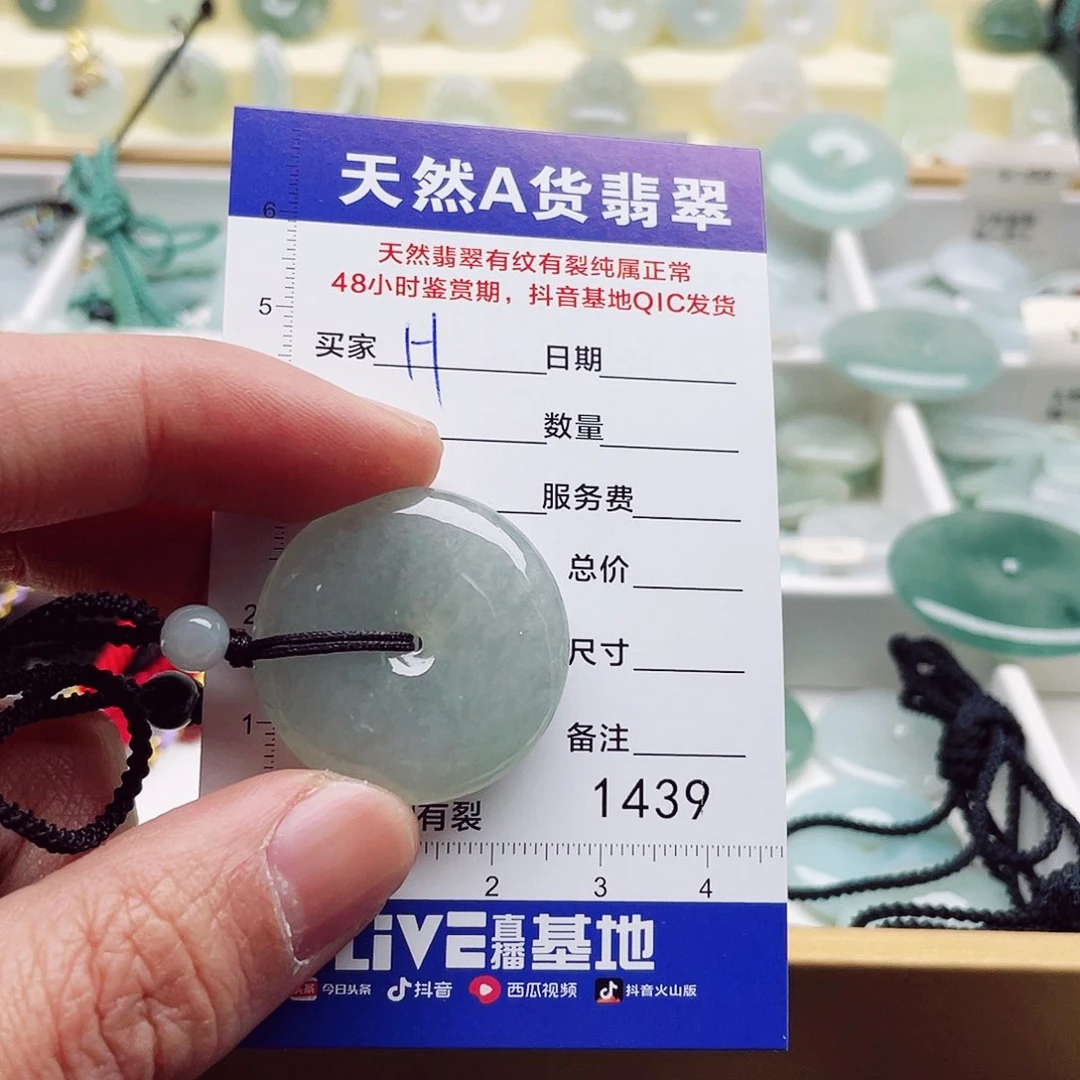 天然A货翡翠
天然翡翠有纹有裂纯属正常
48小时鉴赏期，抖音基地QIC发货
6
5
买家 H 日期
数量
服务费
总价
2
尺寸
1
备注
有裂 1439
2 3 4
LiVE直播基地
今日头条 抖音 西瓜视频 抖音火山版